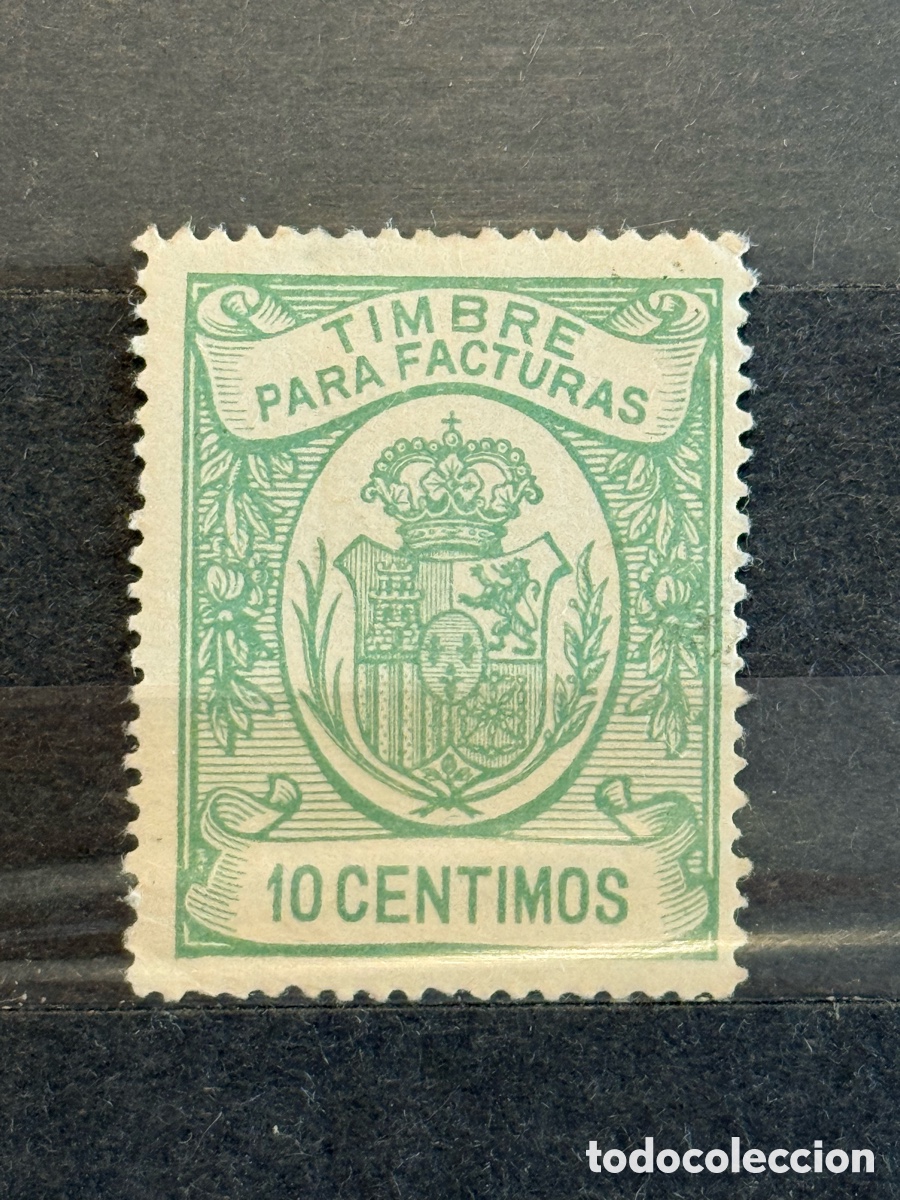 TIMBRE
PARA FACTURAS
10 CENTIMOS
todocoleccion